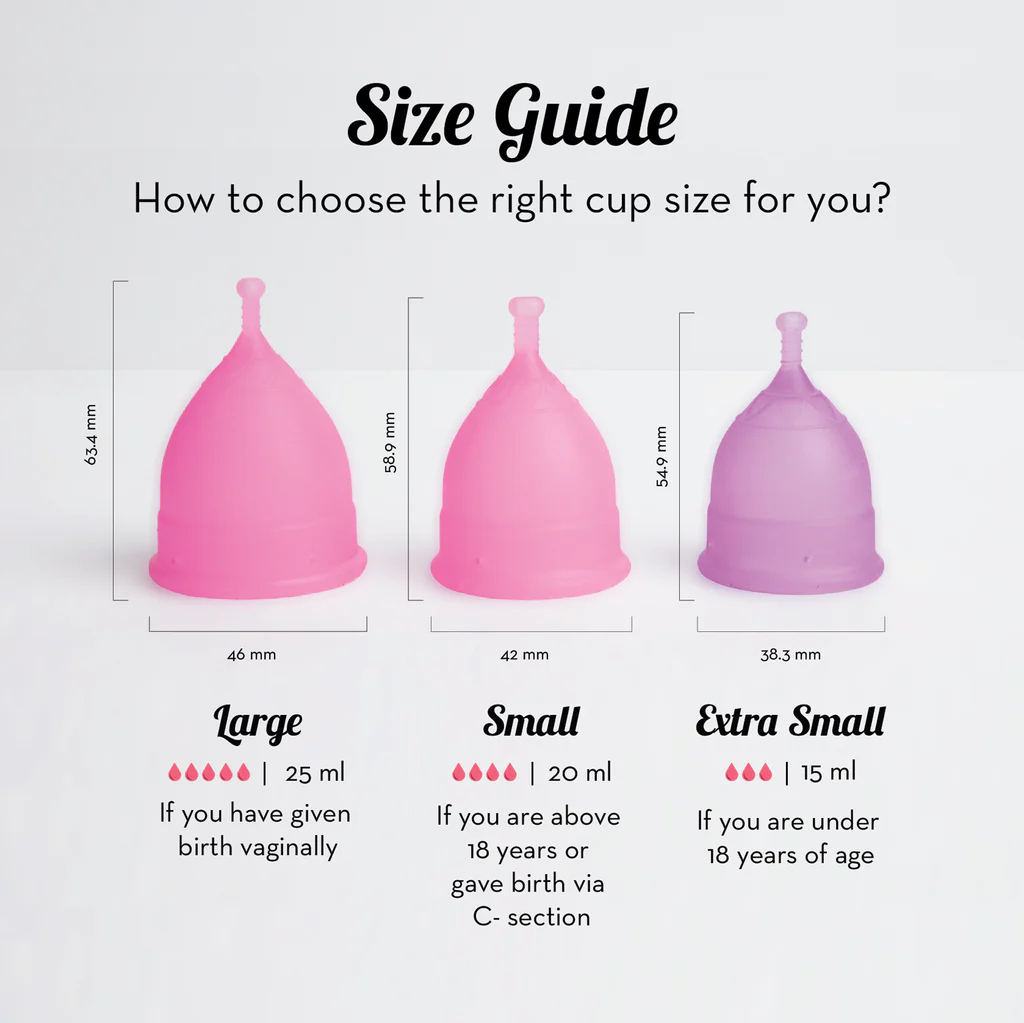 Size Guide
How to choose the right cup size for you?
63.4 mm
58.9 mm
54.9 mm
46 mm
42 mm
38.3 mm
Large
| 25 ml
If you have given
birth vaginally
Small
| 20 ml
If you are above
18 years or
gave birth via
C- section
Extra Small
| 15 ml
If you are under
18 years of age